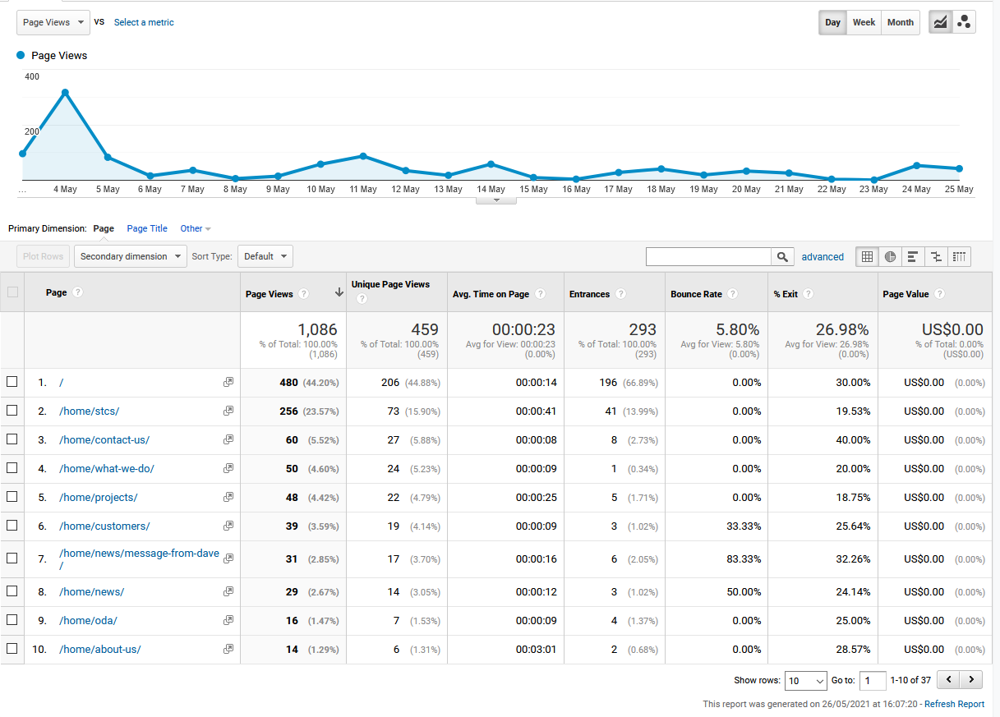 Page Views VS Select a metric Day Week Month
Page Views
400
200
... 4 May 5 May 6 May 7 May 8 May 9 May 10 May 11 May 12 May 13 May 14 May 15 May 16 May 17 May 18 May 19 May 20 May 21 May 22 May 23 May 24 May 25 May
Primary Dimension: Page Page Title Other
Plot Rows Secondary dimension Sort Type: Default advanced
Page ? Page Views ? Unique Page Views ? Avg. Time on Page ? Entrances ? Bounce Rate ? % Exit ? Page Value ?
1,086 459 00:00:23 293 5.80% 26.98% US$0.00
% of Total: 100.00% % of Total: 100.00% Avg for View: 00:00:23 % of Total: 100.00% Avg for View: 5.80% Avg for View: 26.98% % of Total: 0.00%
(1,086) (459) (0.00%) (293) (0.00%) (0.00%) (US$0.00)
1. / 480 (44.20%) 206 (44.88%) 00:00:14 196 (66.89%) 0.00% 30.00% US$0.00 (0.00%)
2. /home/stcs/ 256 (23.57%) 73 (15.90%) 00:00:41 41 (13.99%) 0.00% 19.53% US$0.00 (0.00%)
3. /home/contact-us/ 60 (5.52%) 27 (5.88%) 00:00:08 8 (2.73%) 0.00% 40.00% US$0.00 (0.00%)
4. /home/what-we-do/ 50 (4.60%) 24 (5.23%) 00:00:09 1 (0.34%) 0.00% 20.00% US$0.00 (0.00%)
5. /home/projects/ 48 (4.42%) 22 (4.79%) 00:00:25 5 (1.71%) 0.00% 18.75% US$0.00 (0.00%)
6. /home/customers/ 39 (3.59%) 19 (4.14%) 00:00:09 3 (1.02%) 33.33% 25.64% US$0.00 (0.00%)
7. /home/news/message-from-dave
/ 31 (2.85%) 17 (3.70%) 00:00:16 6 (2.05%) 83.33% 32.26% US$0.00 (0.00%)
8. /home/news/ 29 (2.67%) 14 (3.05%) 00:00:12 3 (1.02%) 50.00% 24.14% US$0.00 (0.00%)
9. /home/oda/ 16 (1.47%) 7 (1.53%) 00:00:09 4 (1.37%) 0.00% 25.00% US$0.00 (0.00%)
10. /home/about-us/ 14 (1.29%) 6 (1.31%) 00:03:01 2 (0.68%) 0.00% 28.57% US$0.00 (0.00%)
Show rows: 10 Go to: 1 1-10 of 37
This report was generated on 26/05/2021 at 16:07:20 - Refresh Report